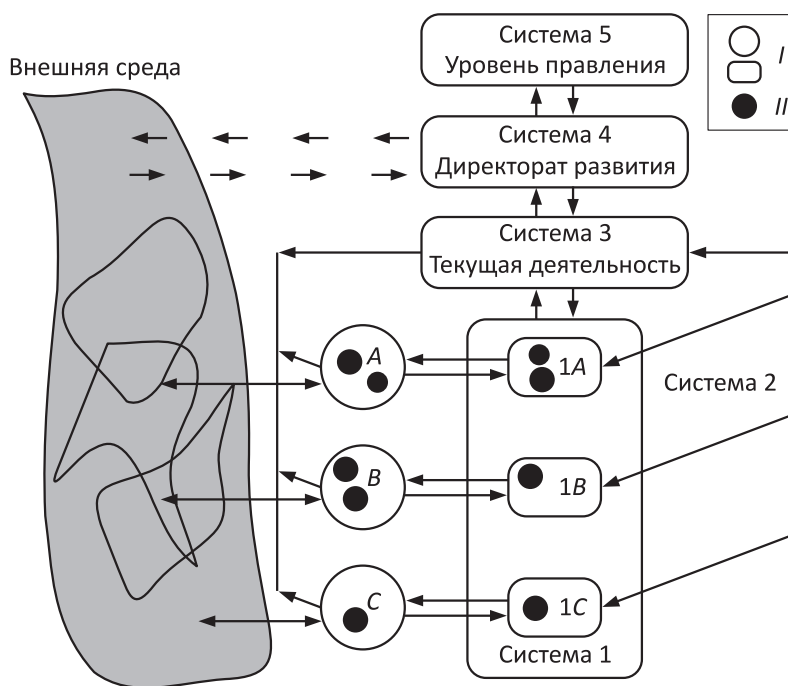 Система 5
Уровень правления
I
II
Внешняя среда
Система 4
Директорат развития
Система 3
Текущая деятельность
A
1A
Система 2
B
1B
C
1C
Система 1